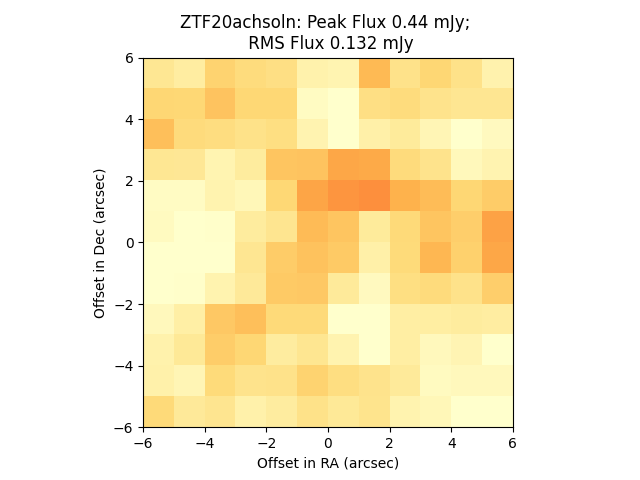 ZTF20achsoln: Peak Flux 0.44 mJy;
RMS Flux 0.132 mJy
6
4
2
0
−2
−4
−6
Offset in Dec (arcsec)
−6 −4 −2 0 2 4 6
Offset in RA (arcsec)